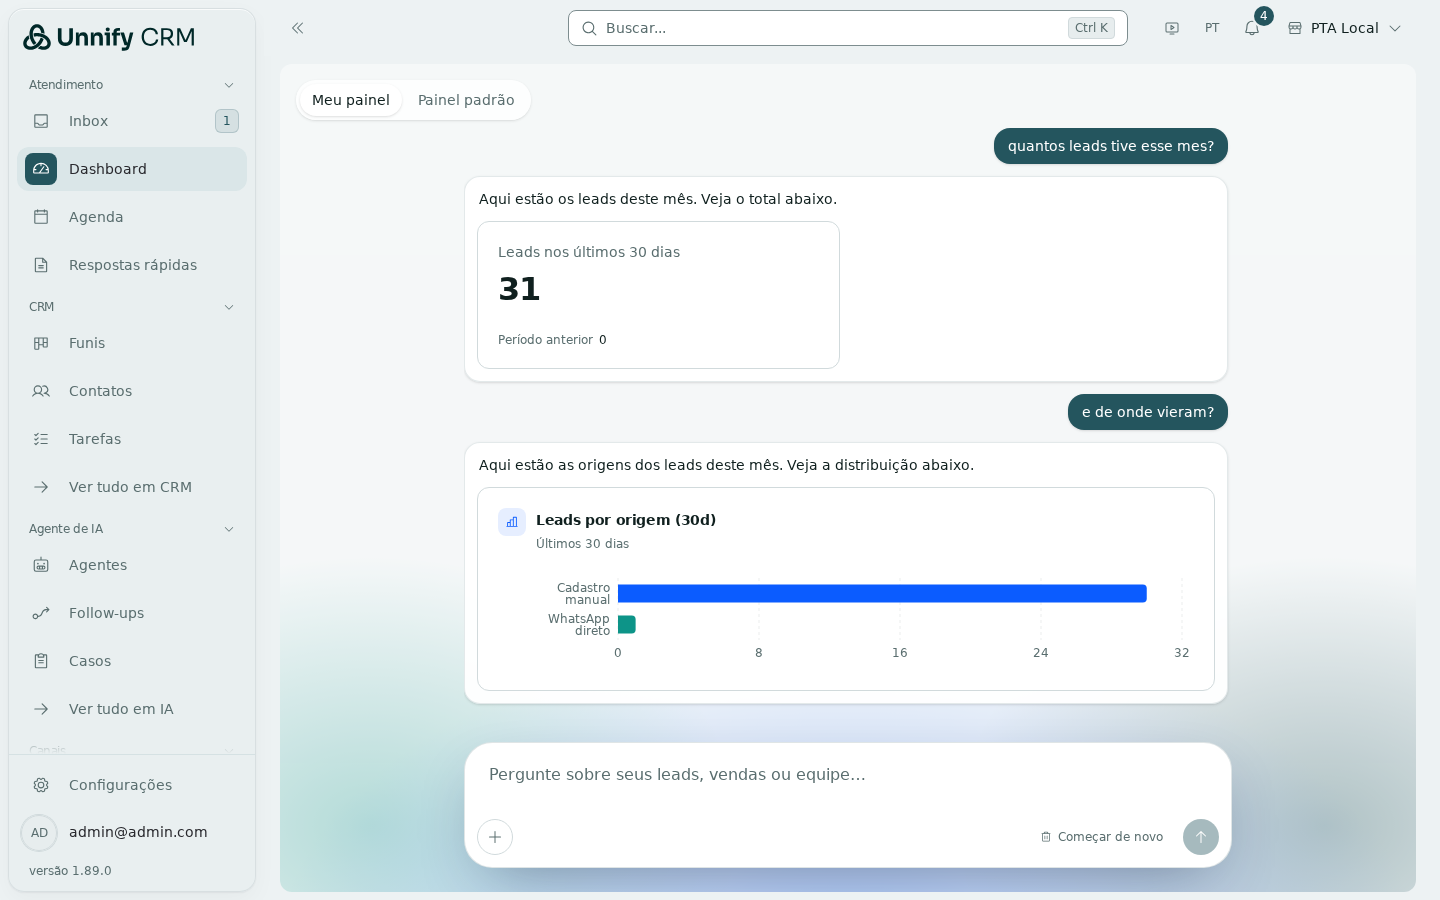 Unnify CRM
Atendimento
Inbox 1
Dashboard
Agenda
Respostas rápidas
CRM
Funis
Contatos
Tarefas
Ver tudo em CRM
Agente de IA
Agentes
Follow-ups
Casos
Ver tudo em IA
Canais
Configurações
AD admin@admin.com
versão 1.89.0
Buscar... Ctrl K
PT
4
PTA Local
Meu painel Painel padrão
quantos leads tive esse mes?
Aqui estão os leads deste mês. Veja o total abaixo.
Leads nos últimos 30 dias
31
Período anterior 0
e de onde vieram?
Aqui estão as origens dos leads deste mês. Veja a distribuição abaixo.
Leads por origem (30d)
Últimos 30 dias
Cadastro
manual
WhatsApp
direto
0 8 16 24 32
Pergunte sobre seus leads, vendas ou equipe...
Começar de novo